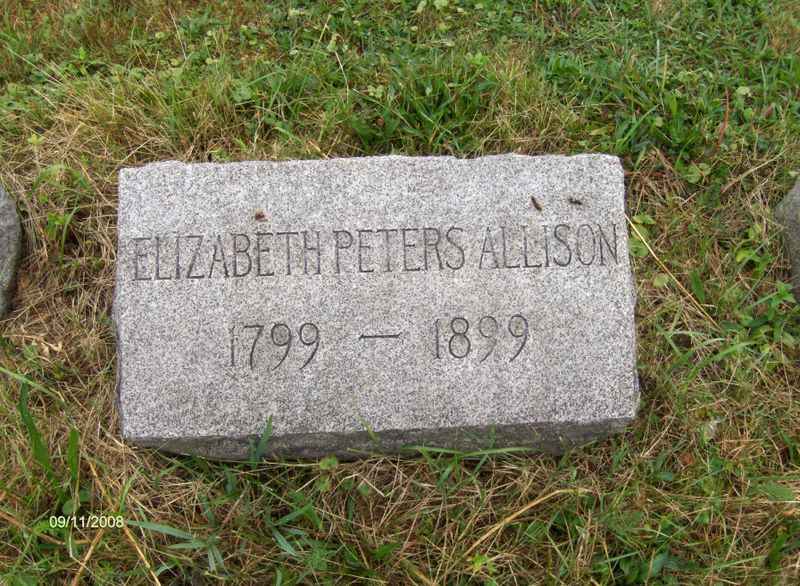 ELIZABETH PETERS ALLISON
1799 — 1899
09/11/2008